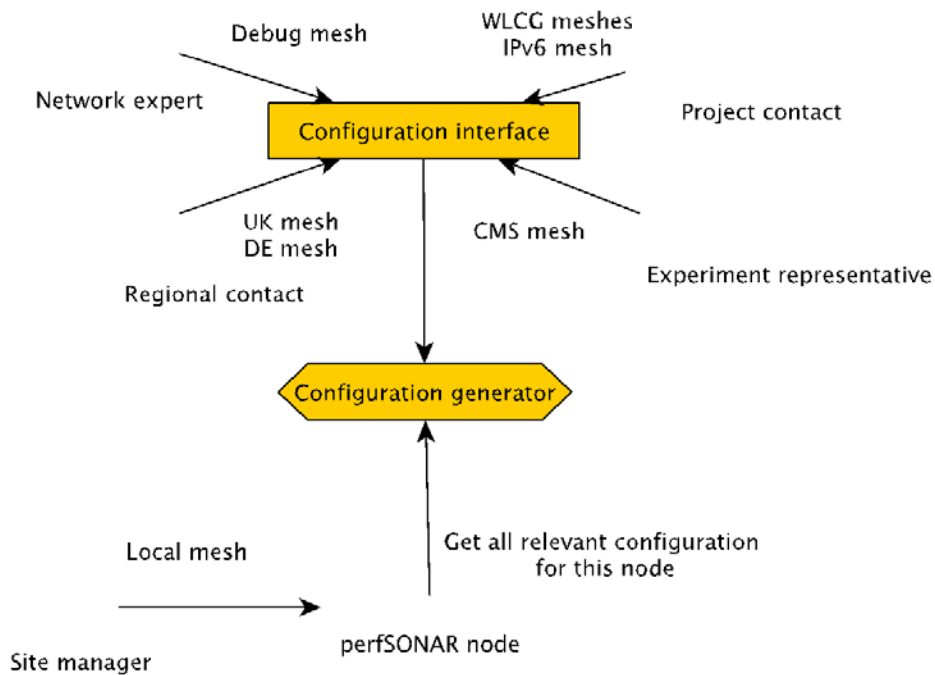 Debug mesh
WLCG meshes
IPv6 mesh
Network expert
Project contact
Configuration interface
UK mesh
DE mesh
CMS mesh
Regional contact
Experiment representative
Configuration generator
Local mesh
Get all relevant configuration
for this node
Site manager
perfSONAR node